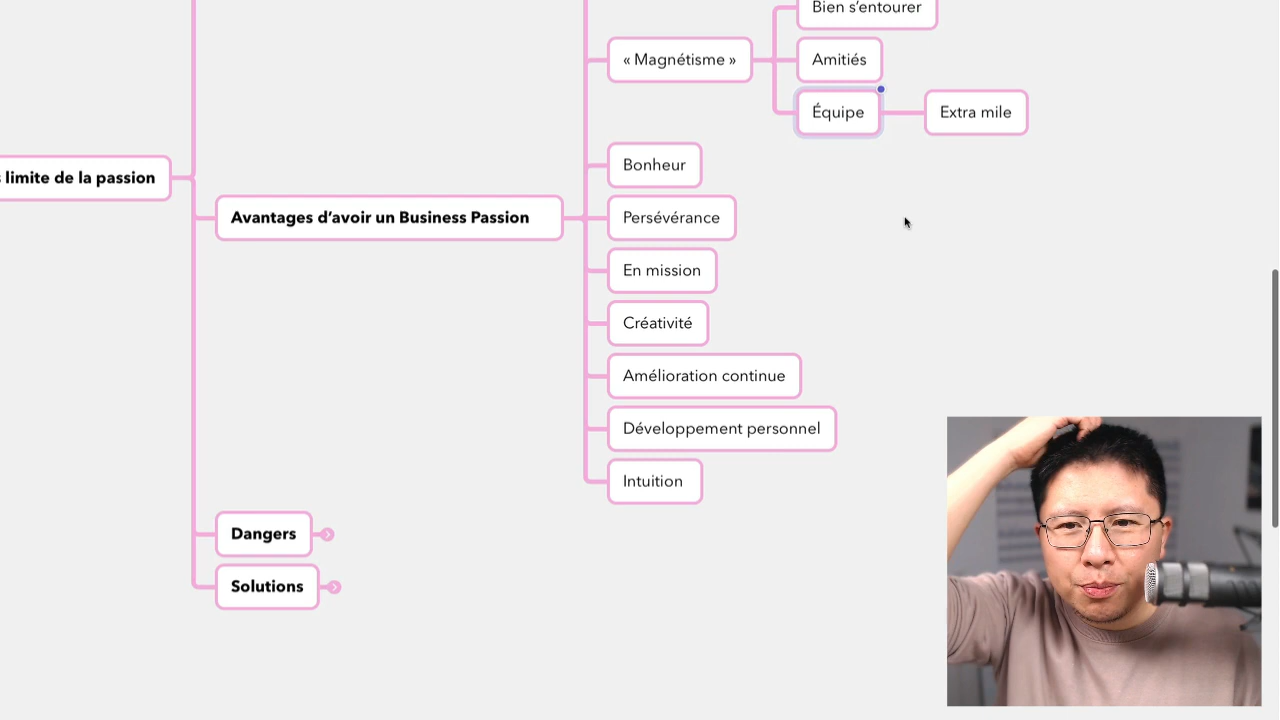 Bien s’entourer
« Magnétisme »
Amitiés
Équipe
Extra mile
limite de la passion
Avantages d’avoir un Business Passion
Bonheur
Persévérance
En mission
Créativité
Amélioration continue
Développement personnel
Intuition
Dangers
Solutions